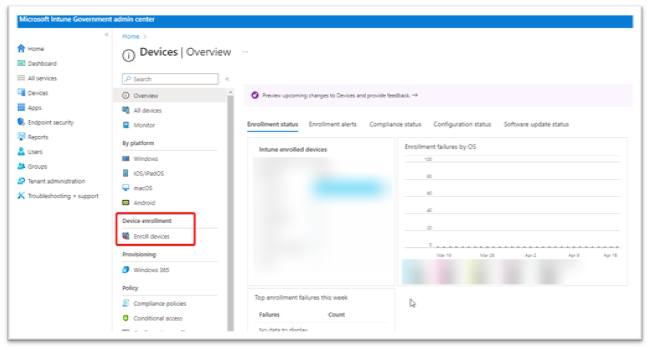 Microsoft Intune Government admin center
Home
Dashboard
All services
Devices
Apps
Endpoint security
Reports
Users
Groups
Tenant administration
Troubleshooting + support
Home >
Devices | Overview ...
Search
Overview
All devices
Monitor
By platform
Windows
iOS/iPadOS
macOS
Android
Device enrollment
Enroll devices
Provisioning
Windows 365
Policy
Compliance policies
Conditional access
Preview upcoming changes to Devices and provide feedback. →
Enrollment status Enrollment alerts Compliance status Configuration status Software update status
Intune enrolled devices
Enrollment failures by OS
100
80
60
40
20
0
Mar 19 Mar 26 Apr 2 Apr 9 Apr 16
Top enrollment failures this week
Failures Count
No data to display